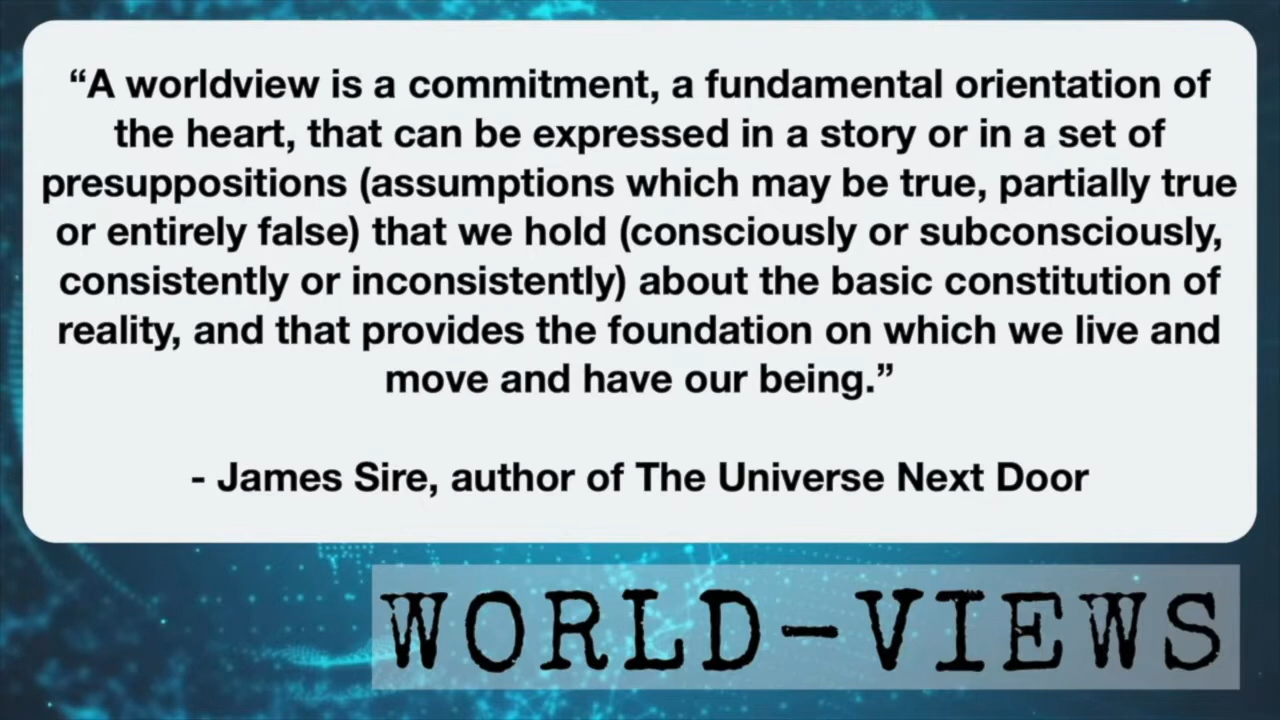 “A worldview is a commitment, a fundamental orientation of
the heart, that can be expressed in a story or in a set of
presuppositions (assumptions which may be true, partially true
or entirely false) that we hold (consciously or subconsciously,
consistently or inconsistently) about the basic constitution of
reality, and that provides the foundation on which we live and
move and have our being.”
- James Sire, author of The Universe Next Door
WORLD-VIEWS